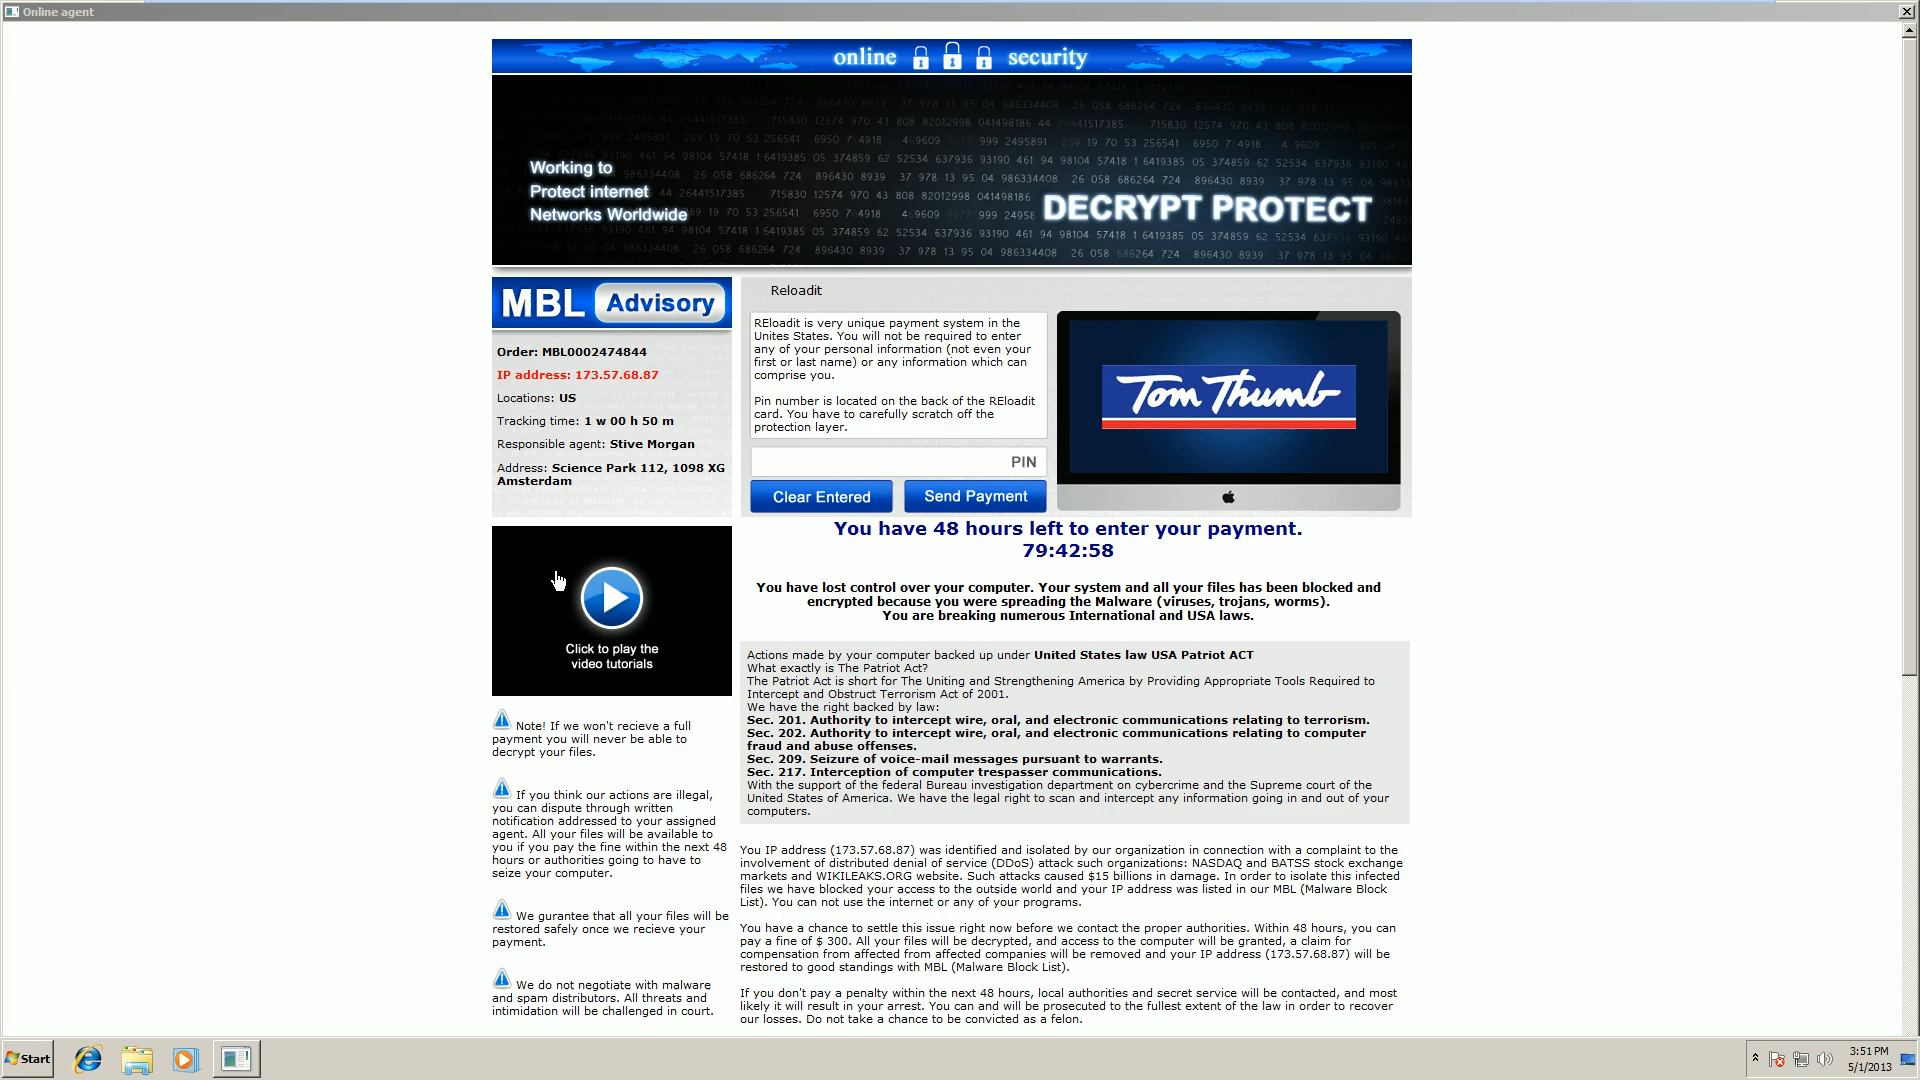 Online agent
online security
Working to
Protect internet
Networks Worldwide
DECRYPT PROTECT
MBL Advisory
Order: MBL0002474844
IP address: 173.57.68.87
Locations: US
Tracking time: 1 w 00 h 50 m
Responsible agent: Stive Morgan
Address: Science Park 112, 1098 XG
Amsterdam
Reloadit
REloadit is very unique payment system in the
Unites States. You will not be required to enter
any of your personal information (not even your
first or last name) or any information which can
comprise you.
Pin number is located on the back of the REloadit
card. You have to carefully scratch off the
protection layer.
PIN
Clear Entered
Send Payment
Tom Thumb
You have 48 hours left to enter your payment.
79:42:58
You have lost control over your computer. Your system and all your files has been blocked and
encrypted because you were spreading the Malware (viruses, trojans, worms).
You are breaking numerous International and USA laws.
Click to play the
video tutorials
Note! If we won't recieve a full
payment you will never be able to
decrypt your files.
If you think our actions are illegal,
you can dispute through written
notification addressed to your assigned
agent. All your files will be available to
you if you pay the fine within the next 48
hours or authorities going to have to
seize your computer.
We gurantee that all your files will be
restored safely once we recieve your
payment.
We do not negotiate with malware
and spam distributors. All threats and
intimidation will be challenged in court.
Actions made by your computer backed up under United States law USA Patriot ACT
What exactly is The Patriot Act?
The Patriot Act is short for The Uniting and Strengthening America by Providing Appropriate Tools Required to
Intercept and Obstruct Terrorism Act of 2001.
We have the right backed by law:
Sec. 201. Authority to intercept wire, oral, and electronic communications relating to terrorism.
Sec. 202. Authority to intercept wire, oral, and electronic communications relating to computer
fraud and abuse offenses.
Sec. 209. Seizure of voice-mail messages pursuant to warrants.
Sec. 217. Interception of computer trespasser communications.
With the support of the federal Bureau investigation department on cybercrime and the Supreme court of the
United States of America. We have the legal right to scan and intercept any information going in and out of your
computers.
You IP address (173.57.68.87) was identified and isolated by our organization in connection with a complaint to the
involvement of distributed denial of service (DDoS) attack such organizations: NASDAQ and BATSS stock exchange
markets and WIKILEAKS.ORG website. Such attacks caused $15 billions in damage. In order to isolate this infected
files we have blocked your access to the outside world and your IP address was listed in our MBL (Malware Block
List). You can not use the internet or any of your programs.
You have a chance to settle this issue right now before we contact the proper authorities. Within 48 hours, you can
pay a fine of $ 300. All your files will be decrypted, and access to the computer will be granted, a claim for
compensation from affected from affected companies will be removed and your IP address (173.57.68.87) will be
restored to good standings with MBL (Malware Block List).
If you don't pay a penalty within the next 48 hours, local authorities and secret service will be contacted, and most
likely it will result in your arrest. You can and will be prosecuted to the fullest extent of the law in order to recover
our losses. Do not take a chance to be convicted as a felon.
Start
3:51 PM
5/1/2013